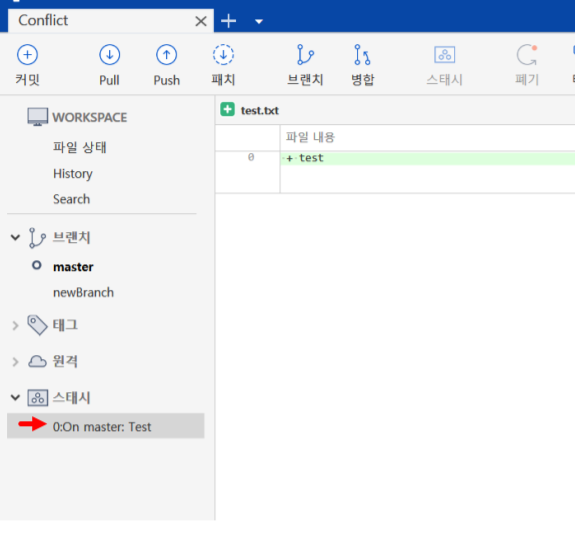 Conflict
커밋 Pull Push 패치 브랜치 병합 스태시 폐기
WORKSPACE
파일 상태
History
Search
브랜치
master
newBranch
태그
원격
스태시
0:On master: Test
test.txt
파일 내용
0 + test